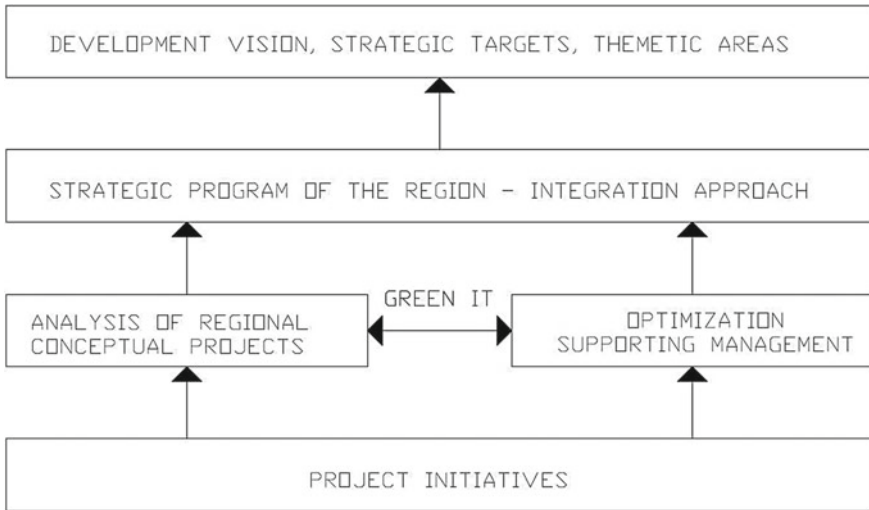 DEVELOPMENT VISION, STRATEGIC TARGETS, THEMETIC AREAS
STRATEGIC PROGRAM OF THE REGION - INTEGRATION APPROACH
GREEN IT
ANALYSIS OF REGIONAL
CONCEPTUAL PROJECTS
OPTIMIZATION
SUPPORTING MANAGEMENT
PROJECT INITIATIVES